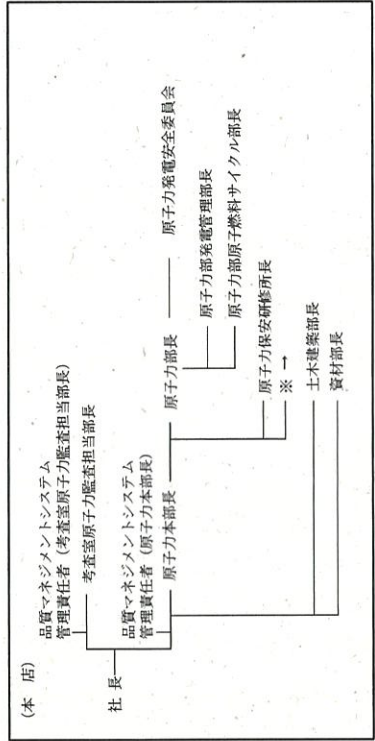 (本 店)
品質マネジメントシステム
管理責任者 (考査室原子力監査担当部長)
考査室原子力監査担当部長
社 長
品質マネジメントシステム
管理責任者 (原子力本部長)
原子力本部長
原子力部長
原子力発電安全委員会
原子力部発電管理部長
原子力部原子燃料サイクル部長
原子力保安研修所長
※ →
土木建築部長
資材部長